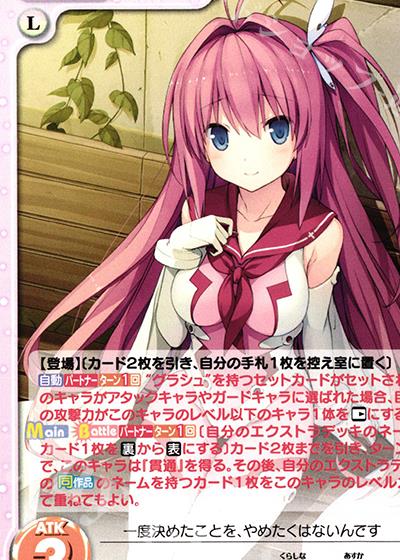 L
【登場】〔カード2枚を引き、自分の手札1枚を控え室に置く〕
自動 パートナー ターン1回 “グラシュ”を持つセットカードがセットされ
のキャラがアタックキャラやガードキャラに選ばれた場合、目
の攻撃力がこのキャラのレベル以下のキャラ1体を にする
Main Battle パートナー ターン1回 〔自分のエクストラデッキのネー
カード1枚を裏から表にする〕カード2枚までを引き、ターン
で、このキャラは『貫通』を得る。その後、自分のエクストラデ
の 同作品 のネームを持つカード1枚をこのキャラのレベル
て重ねてもよい。
ATK
一度決めたことを、やめたくはないんです
くらしな あすか